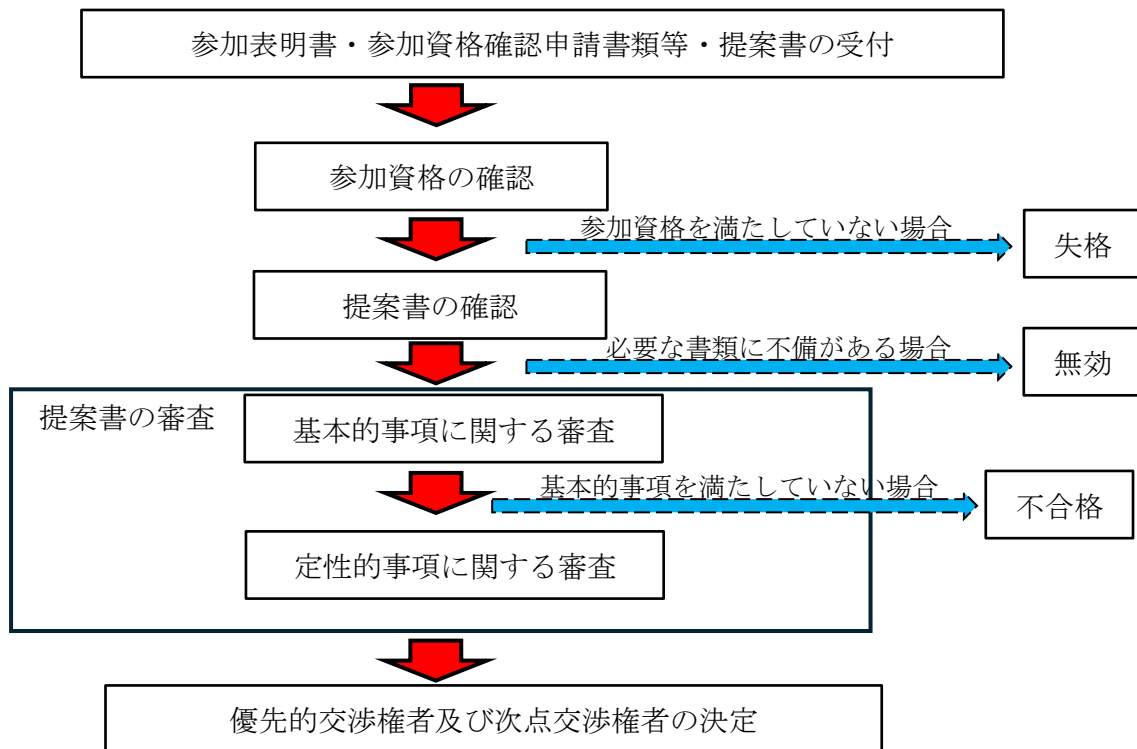 参加表明書・参加資格確認申請書類等・提案書の受付
参加資格の確認
参加資格を満たしていない場合
失格
提案書の確認
必要な書類に不備がある場合
無効
提案書の審査
基本的事項に関する審査
基本的事項を満たしていない場合
不合格
定性的事項に関する審査
優先的交渉権者及び次点交渉権者の決定